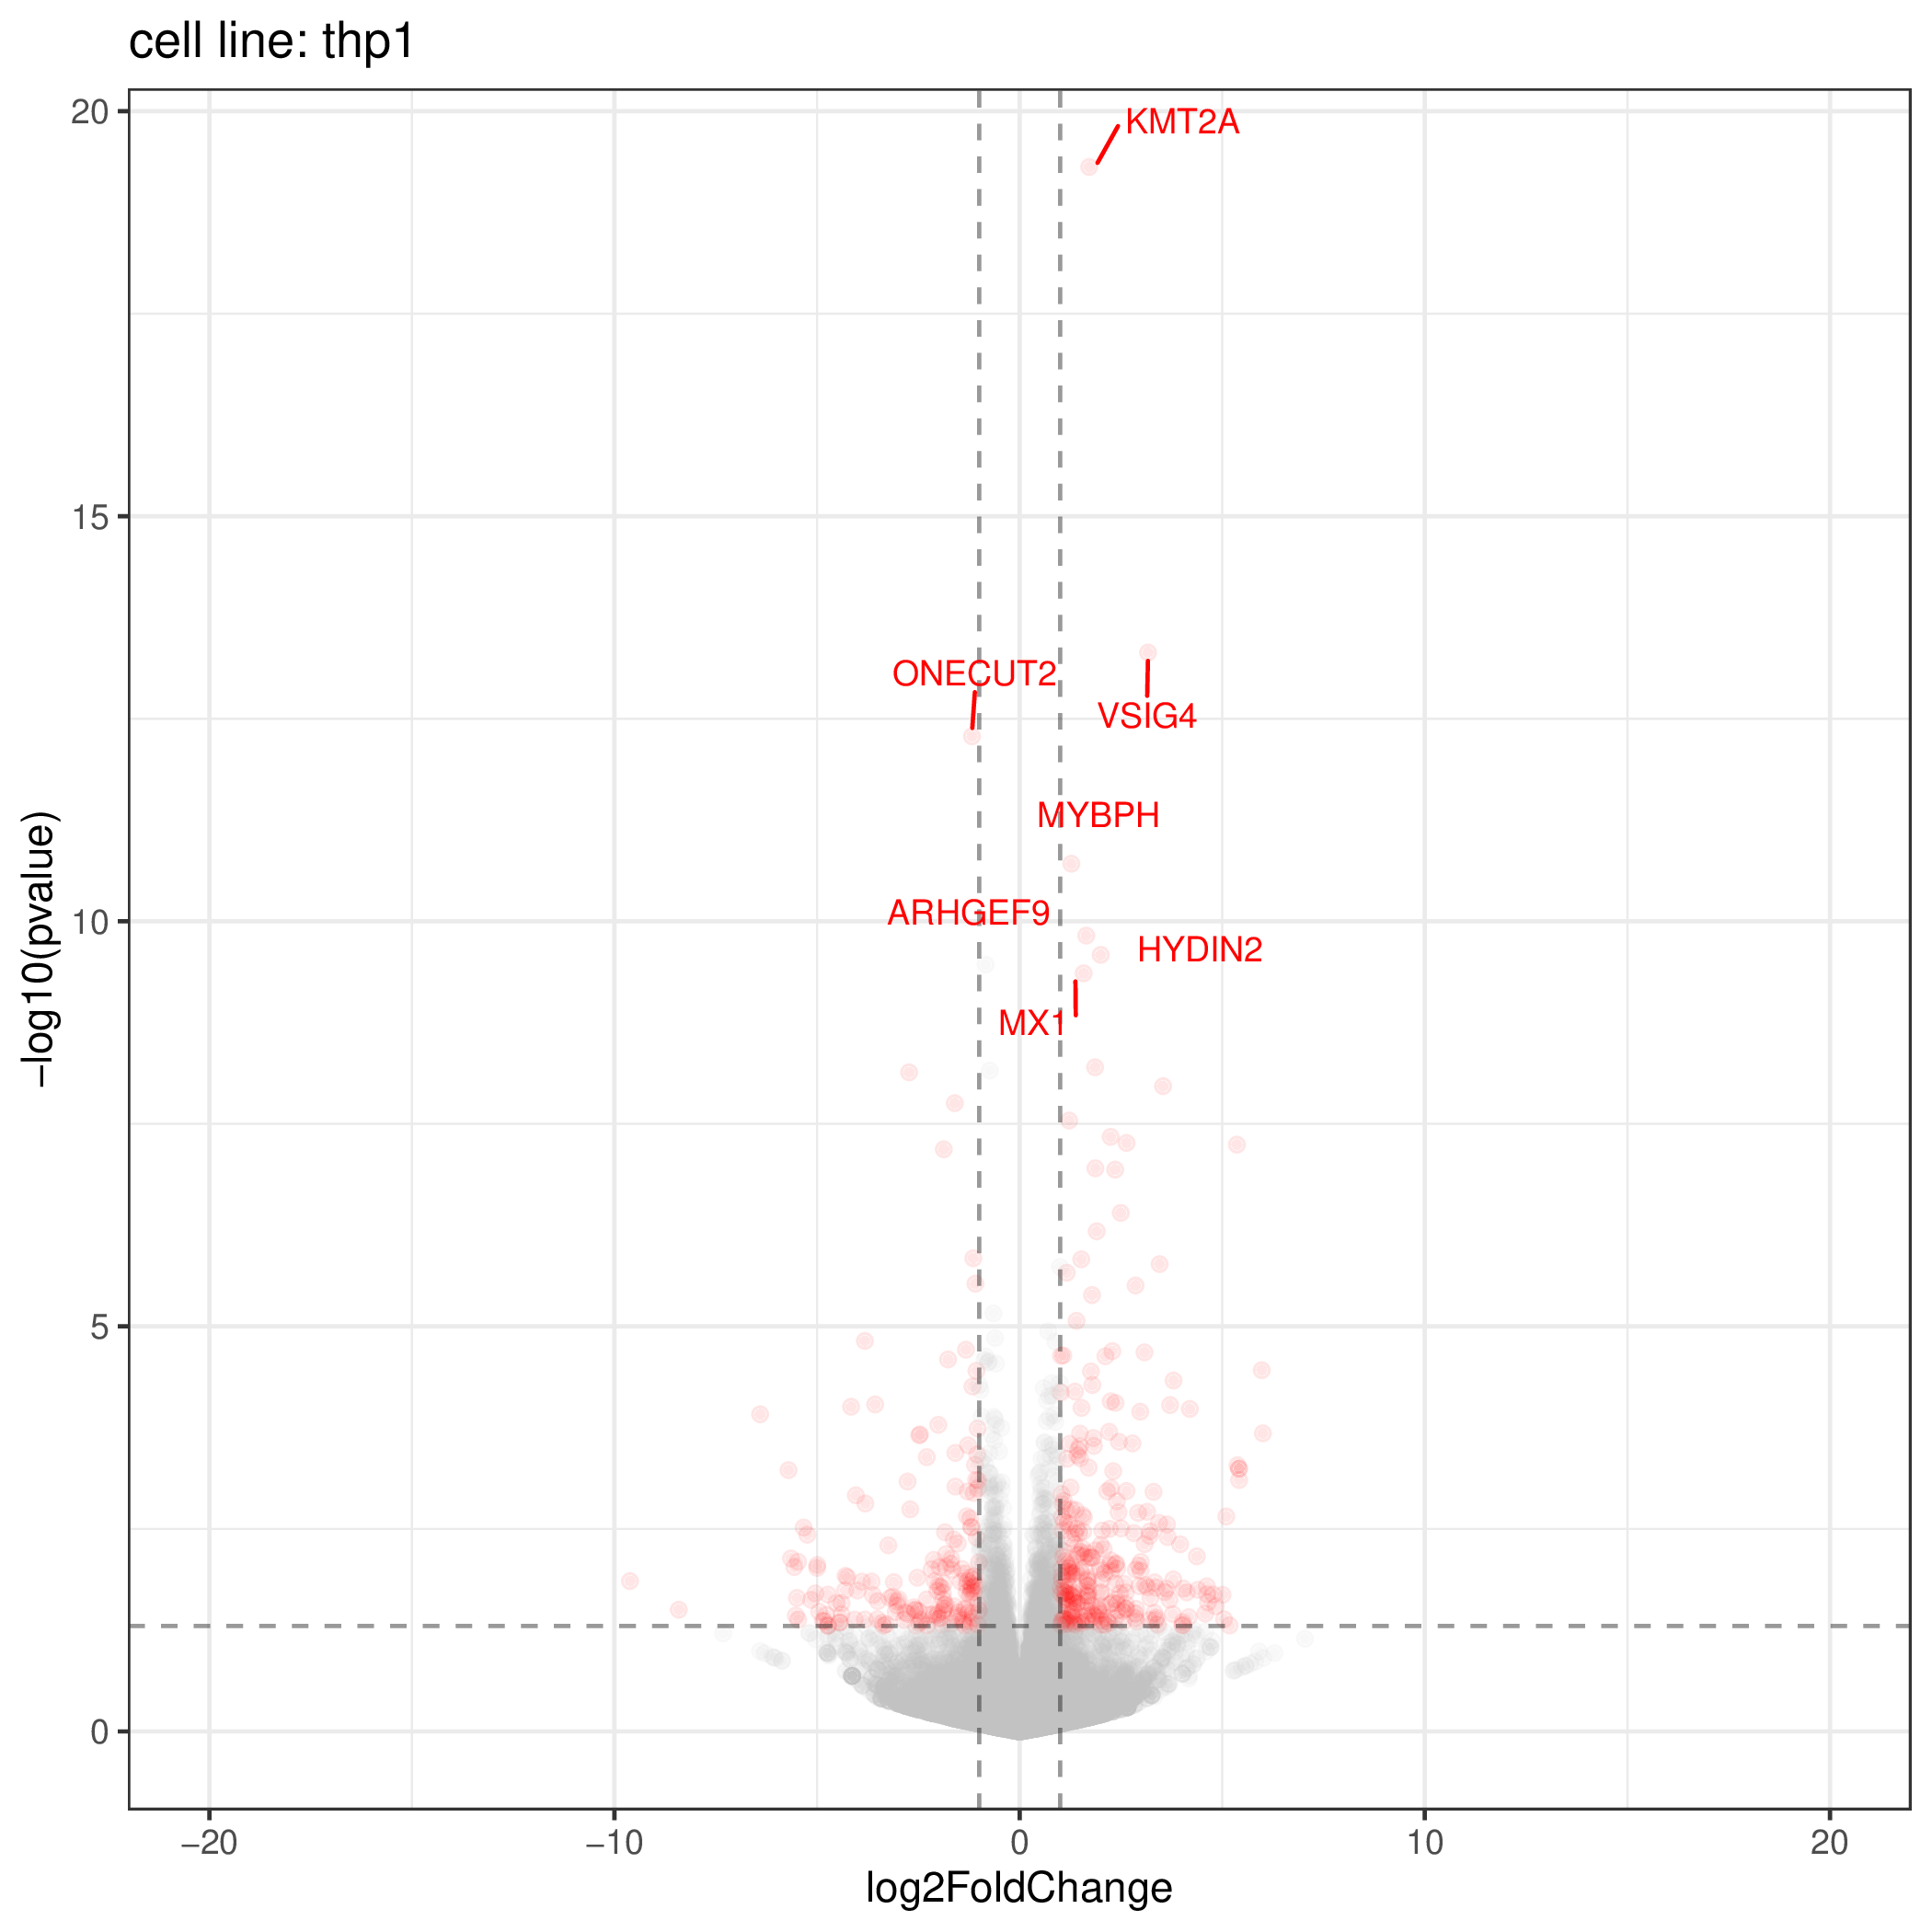 cell line: thp1
20
KMT2A
15
ONECUT2
VSIG4
MYBPH
10
ARHGEF9
HYDIN2
MX1
5
0
−log10(pvalue)
−20
−10
0
10
20
log2FoldChange